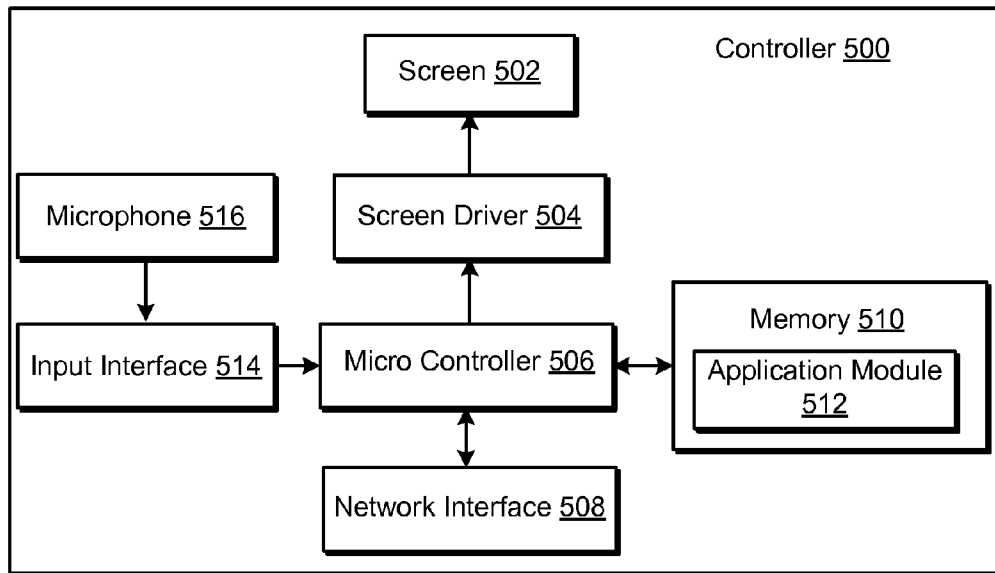 Controller 500
Screen 502
Microphone 516
Screen Driver 504
Input Interface 514
Micro Controller 506
Memory 510
Application Module
512
Network Interface 508